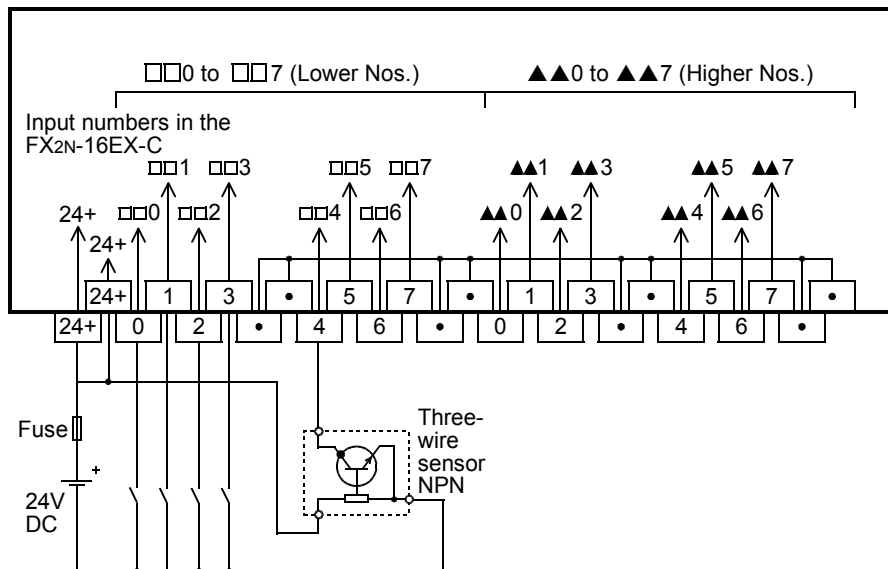 □□0 to □□7 (Lower Nos.) ▲▲0 to ▲▲7 (Higher Nos.)
Input numbers in the
FX2N-16EX-C
□□1 □□3 □□5 □□7 ▲▲1 ▲▲3 ▲▲5 ▲▲7
24+ □□0 □□2 □□4 □□6 ▲▲0 ▲▲2 ▲▲4 ▲▲6
24+
24+ 1 3 • 5 7 • 1 3 • 5 7 •
24+ 0 2 • 4 6 • 0 2 • 4 6 •
Fuse
Three-
wire
sensor
NPN
+
24V
DC